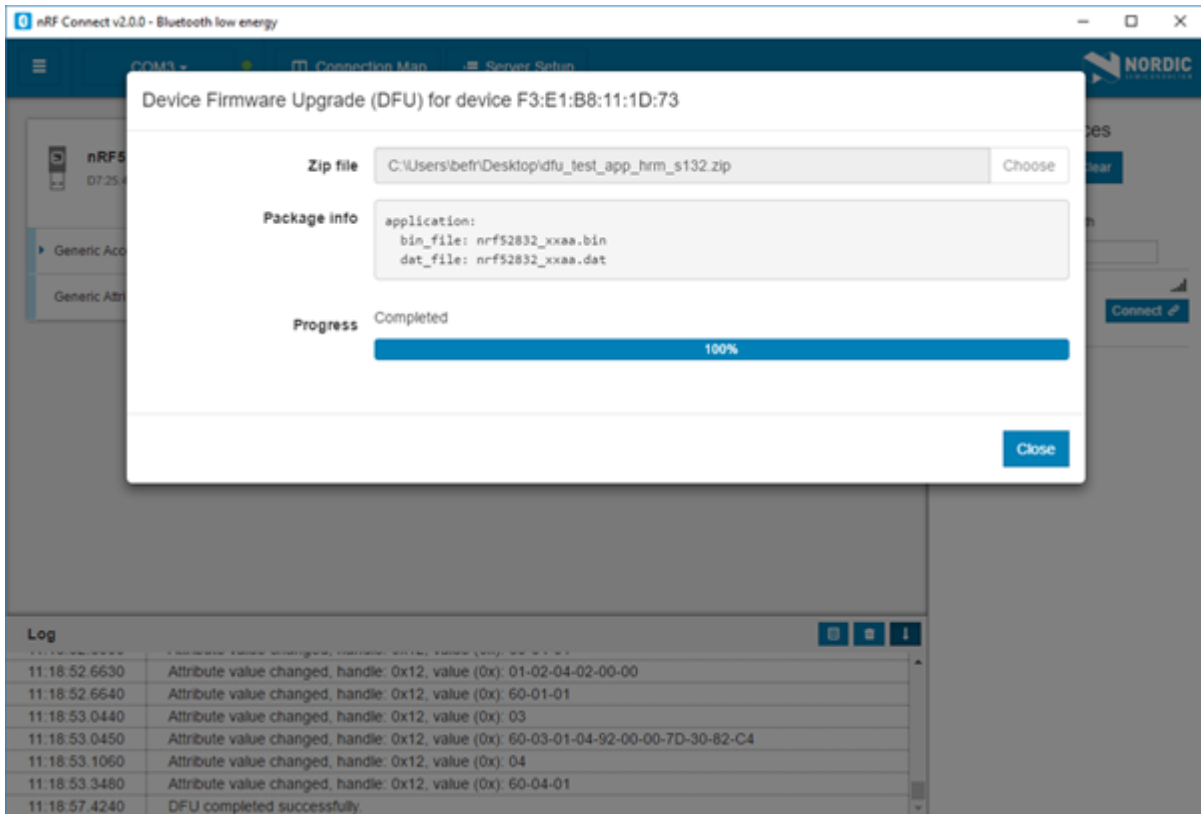 nRF Connect v2.0.0 - Bluetooth low energy
COM3
Connection Map
Server Setup
NORDIC
SEMICONDUCTOR
Device Firmware Upgrade (DFU) for device F3:E1:B8:11:1D:73
Zip file
C:\Users\befr\Desktop\dfu_test_app_hrm_s132.zip
Choose
Package info
application:
bin_file: nrf52832_xxaa.bin
dat_file: nrf52832_xxaa.dat
Progress
Completed
100%
Close
nRF5
D7:25:4
Generic Acc
Generic Attri
ces
lear
h
Connect
Log
11:18:52.6630 Attribute value changed, handle: 0x12, value (0x): 01-02-04-02-00-00
11:18:52.6640 Attribute value changed, handle: 0x12, value (0x): 60-01-01
11:18:53.0440 Attribute value changed, handle: 0x12, value (0x): 03
11:18:53.0450 Attribute value changed, handle: 0x12, value (0x): 60-03-01-04-92-00-00-7D-30-82-C4
11:18:53.1060 Attribute value changed, handle: 0x12, value (0x): 04
11:18:53.3480 Attribute value changed, handle: 0x12, value (0x): 60-04-01
11:18:57.4240 DFU completed successfully.